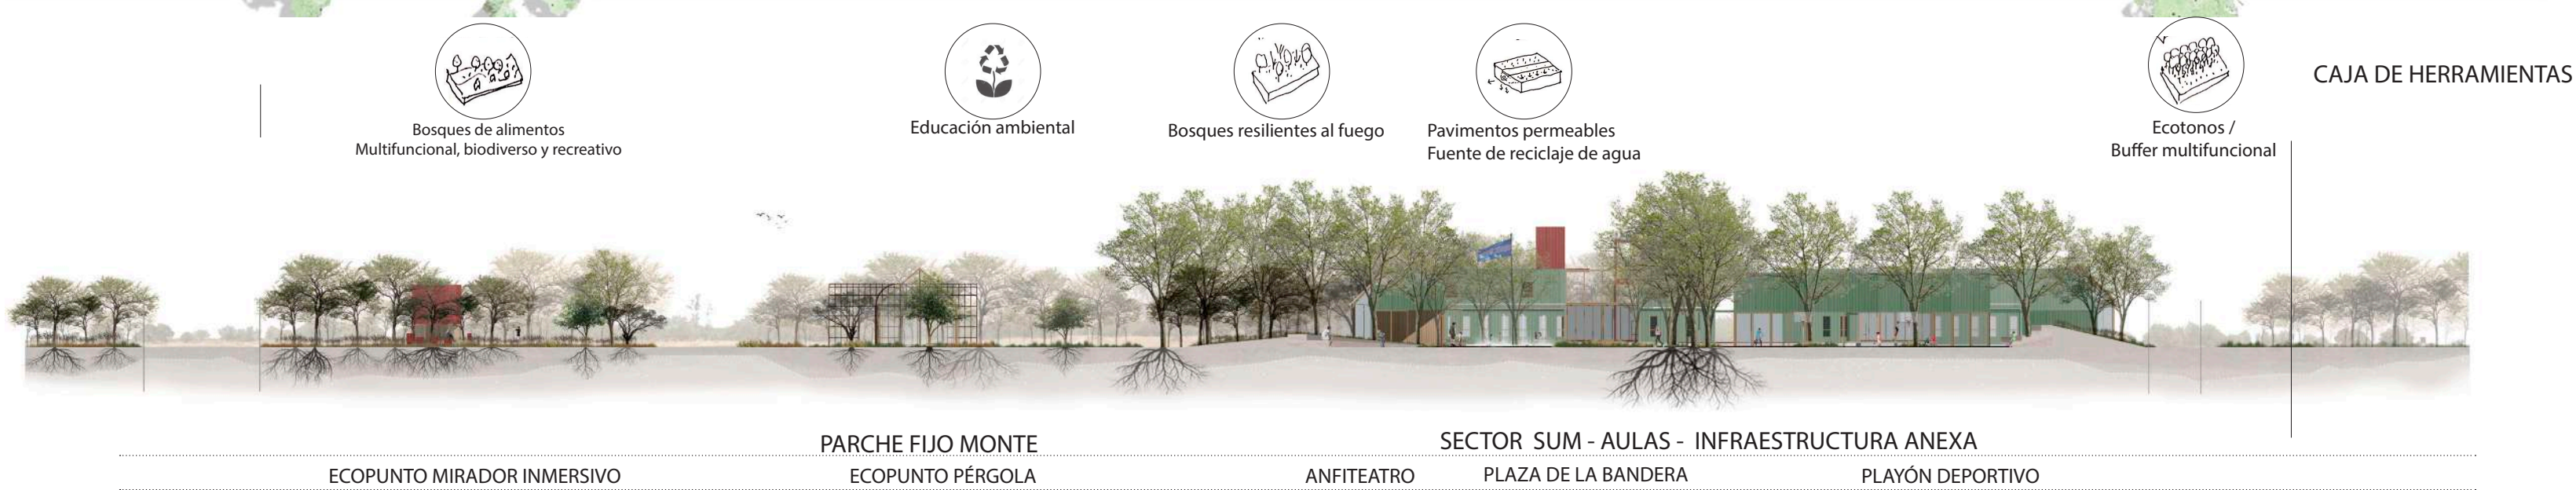 CAJA DE HERRAMIENTAS
Bosques de alimentos
Multifuncional, biodiverso y recreativo
Educación ambiental
Bosques resilientes al fuego
Pavimentos permeables
Fuente de reciclaje de agua
Ecotonos /
Buffer multifuncional
PARCHE FIJO MONTE
SECTOR SUM - AULAS - INFRAESTRUCTURA ANEXA
ECOPUNTO MIRADOR INMERSIVO
ECOPUNTO PÉRGOLA
ANFITEATRO
PLAZA DE LA BANDERA
PLAYÓN DEPORTIVO